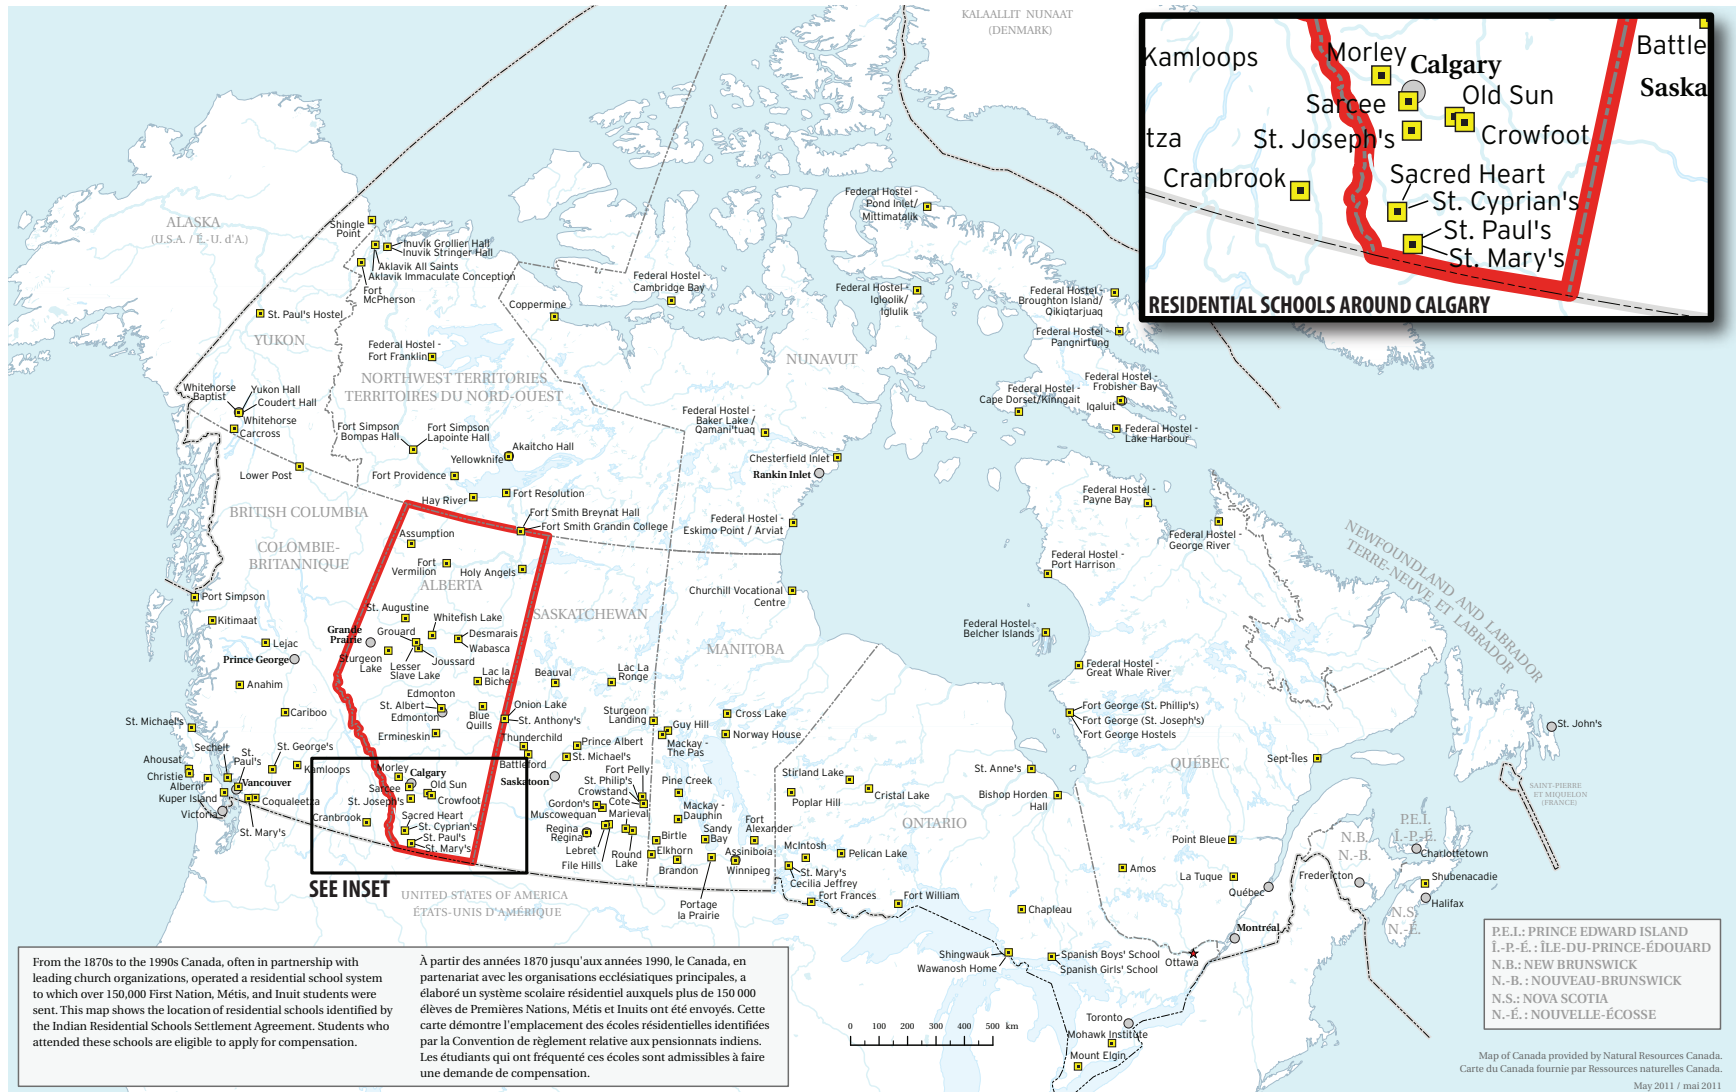 KALAALLIT NUNAAT
(DENMARK)
Kamloops
Morley
Calgary
Battle
Saska
Sarcee
Old Sun
tza
St. Joseph's
Crowfoot
Cranbrook
Sacred Heart
St. Cyprian's
St. Paul's
St. Mary's
RESIDENTIAL SCHOOLS AROUND CALGARY
ALASKA
(U.S.A. / É.-U. d'A.)
Shingle
Point
Inuvik Grollier Hall
Inuvik Stringer Hall
Aklavik All Saints
Aklavik Immaculate Conception
Fort
McPherson
St. Paul's Hostel
YUKON
Federal Hostel -
Fort Franklin
Coppermine
Federal Hostel -
Cambridge Bay
Federal Hostel -
Pond Inlet/
Mittimatalik
Federal Hostel -
Igloolik/
Iglulik
Federal Hostel -
Broughton Island/
Qikiqtarjuaq
Federal Hostel -
Pangnirtung
NUNAVUT
NORTHWEST TERRITORIES
TERRITOIRES DU NORD-OUEST
Federal Hostel -
Cape Dorset/Kinngait
Federal Hostel -
Frobisher Bay
Iqaluit
Federal Hostel -
Lake Harbour
Whitehorse
Baptist
Yukon Hall
Coudert Hall
Whitehorse
Carcross
Lower Post
Fort Simpson
Bompas Hall
Fort Simpson
Lapointe Hall
Akaitcho Hall
Yellowknife
Fort Providence
Hay River
Fort Resolution
Federal Hostel -
Baker Lake /
Qamani'tuaq
Chesterfield Inlet
Rankin Inlet
Federal Hostel -
Eskimo Point / Arviat
Federal Hostel -
Payne Bay
Federal Hostel -
George River
Federal Hostel -
Port Harrison
BRITISH COLUMBIA
COLOMBIE-
BRITANNIQUE
Fort Smith Breynat Hall
Fort Smith Grandin College
Assumption
Fort
Vermilion
Holy Angels
ALBERTA
SASKATCHEWAN
Churchill Vocational
Centre
NEWFOUNDLAND AND LABRADOR
TERRE-NEUVE ET
LABRADOR
Port Simpson
Kitimaat
Lejac
Prince George
Anahim
Cariboo
St. Augustine
Whitefish Lake
Grande
Prairie
Grouard
Desmarais
Wabasca
Sturgeon
Lake
Lesser
Slave Lake
Joussard
Lac la
Biche
Beauval
Lac La
Ronge
MANITOBA
Federal Hostel -
Belcher Islands
Federal Hostel -
Great Whale River
Edmonton
St. Albert
Edmonton
Blue
Quills
Onion Lake
St. Anthony's
Ermineskin
Sturgeon
Landing
Guy Hill
Mackay -
The Pas
Cross Lake
Norway House
Fort George (St. Phillip's)
Fort George (St. Joseph's)
Fort George Hostels
St. John's
St. Michael's
Ahousat
Christie
Alberni
Kuper Island
Victoria
Sechelt
St.
Paul's
Vancouver
St. George's
Kamloops
Coqualeetza
St. Mary's
Cranbrook
Morley
Calgary
Sarcee
Old Sun
St. Joseph's
Crowfoot
Sacred Heart
St. Cyprian's
St. Paul's
St. Mary's
SEE INSET
Thunderchild
Battleford
Prince Albert
St. Michael's
Saskatoon
Fort Pelly
St. Philip's
Crowstand
Gordon's
Cote
Muscowequan
Marieval
Regina
Régina
Lebret
File Hills
Round
Lake
Pine Creek
Mackay -
Dauphin
Birtle
Sandy
Bay
Fort
Alexander
Elkhorn
Brandon
Assiniboia
Winnipeg
Portage
la Prairie
Stirland Lake
Poplar Hill
Cristal Lake
ONTARIO
McIntosh
Pelican Lake
St. Mary's
Cecilia Jeffrey
Fort Frances
Fort William
St. Anne's
Bishop Horden
Hall
QUÉBEC
Sept-Îles
SAINT-PIERRE
ET MIQUELON
(FRANCE)
Point Bleue
Amos
La Tuque
Québec
Chapleau
Montréal
Ottawa
P.E.I.
Î.-P.-É.
N.B.
N.-B.
Charlottetown
Fredericton
Shubenacadie
Halifax
N.S.
N.-É.
Shingwauk
Wawanosh Home
Spanish Boys' School
Spanish Girls' School
Toronto
Mohawk Institute
Mount Elgin
UNITED STATES OF AMERICA
ÉTATS-UNIS D'AMÉRIQUE
From the 1870s to the 1990s Canada, often in partnership with
leading church organizations, operated a residential school system
to which over 150,000 First Nation, Métis, and Inuit students were
sent. This map shows the location of residential schools identified by
the Indian Residential Schools Settlement Agreement. Students who
attended these schools are eligible to apply for compensation.
À partir des années 1870 jusqu'aux années 1990, le Canada, en
partenariat avec les organisations ecclésiatiques principales, a
élaboré un système scolaire résidentiel auxquels plus de 150 000
élèves de Premières Nations, Métis et Inuits ont été envoyés. Cette
carte démontre l'emplacement des écoles résidentielles identifiées
par la Convention de règlement relative aux pensionnats indiens.
Les étudiants qui ont fréquenté ces écoles sont admissibles à faire
une demande de compensation.
0 100 200 300 400 500 km
P.E.I.: PRINCE EDWARD ISLAND
Î.-P.-É. : ÎLE-DU-PRINCE-ÉDOUARD
N.B.: NEW BRUNSWICK
N.-B. : NOUVEAU-BRUNSWICK
N.S.: NOVA SCOTIA
N.-É.: NOUVELLE-ÉCOSSE
Map of Canada provided by Natural Resources Canada.
Carte du Canada fournie par Ressources naturelles Canada.
May 2011 / mai 2011